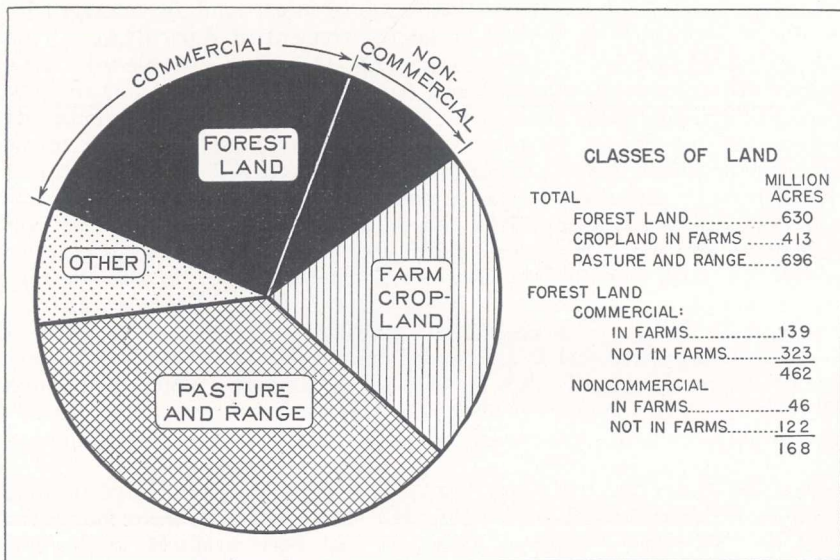 COMMERCIAL
NON-
COMMERCIAL
FOREST
LAND
OTHER
FARM
CROP-
LAND
PASTURE
AND RANGE
CLASSES OF LAND
MILLION
TOTAL ACRES
FOREST LAND.............630
CROPLAND IN FARMS ......413
PASTURE AND RANGE.......696
FOREST LAND
COMMERCIAL:
IN FARMS................139
NOT IN FARMS..........323
462
NONCOMMERCIAL
IN FARMS................46
NOT IN FARMS..........122
168